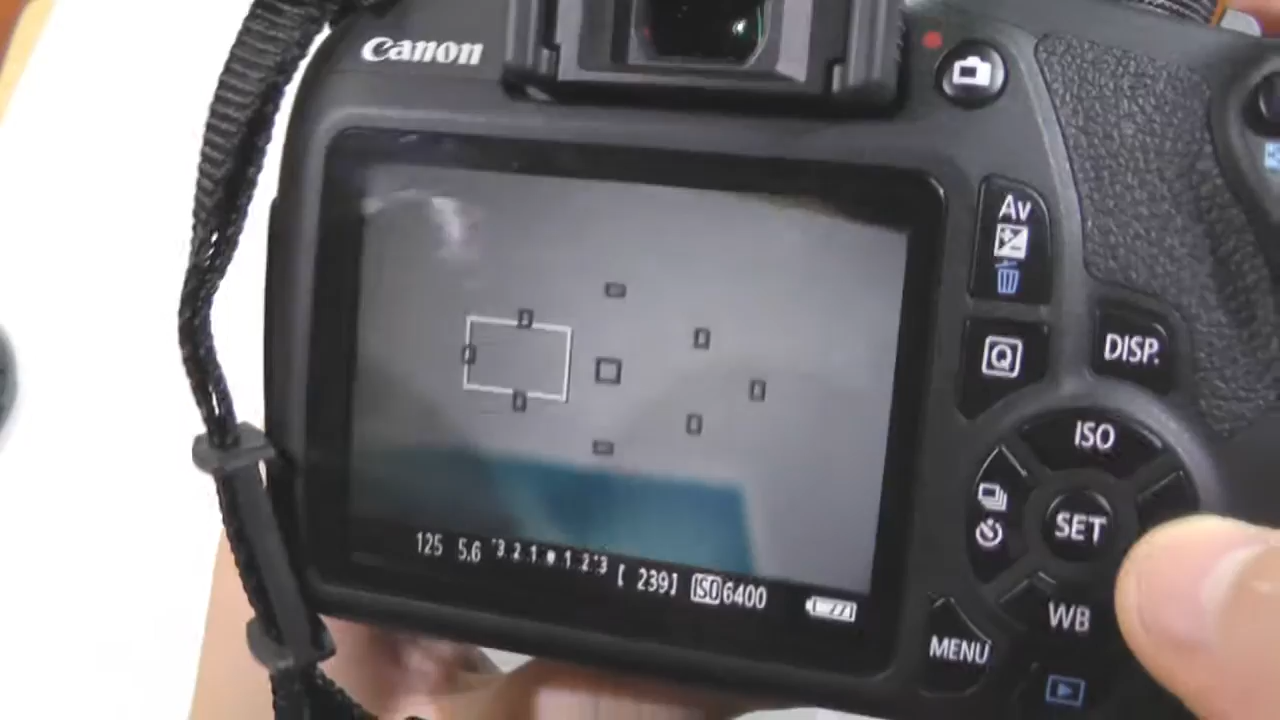 Canon
Av
Q
DISP.
ISO
SET
WB
MENU
125 5.6 3 2 1 0 1 2 3 [ 239] ISO 6400